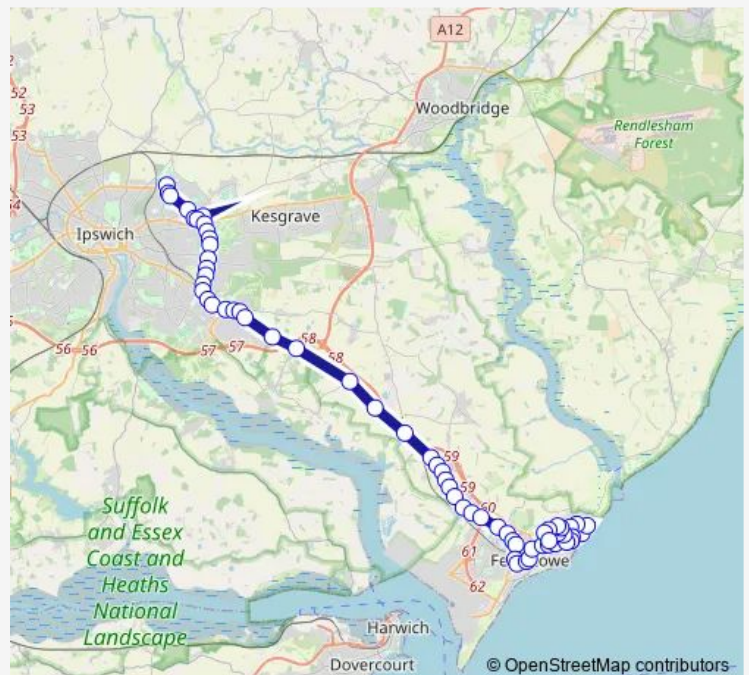 A12
Woodbridge
Rendlesham
Forest
52
53
53
54
Kesgrave
Ipswich
56
56
57
57
58
58
59
59
60
61
62
Suffolk
and Essex
Coast and
Heaths
National
Landscape
Harwich
Dovercourt
© OpenStreetMap contributors